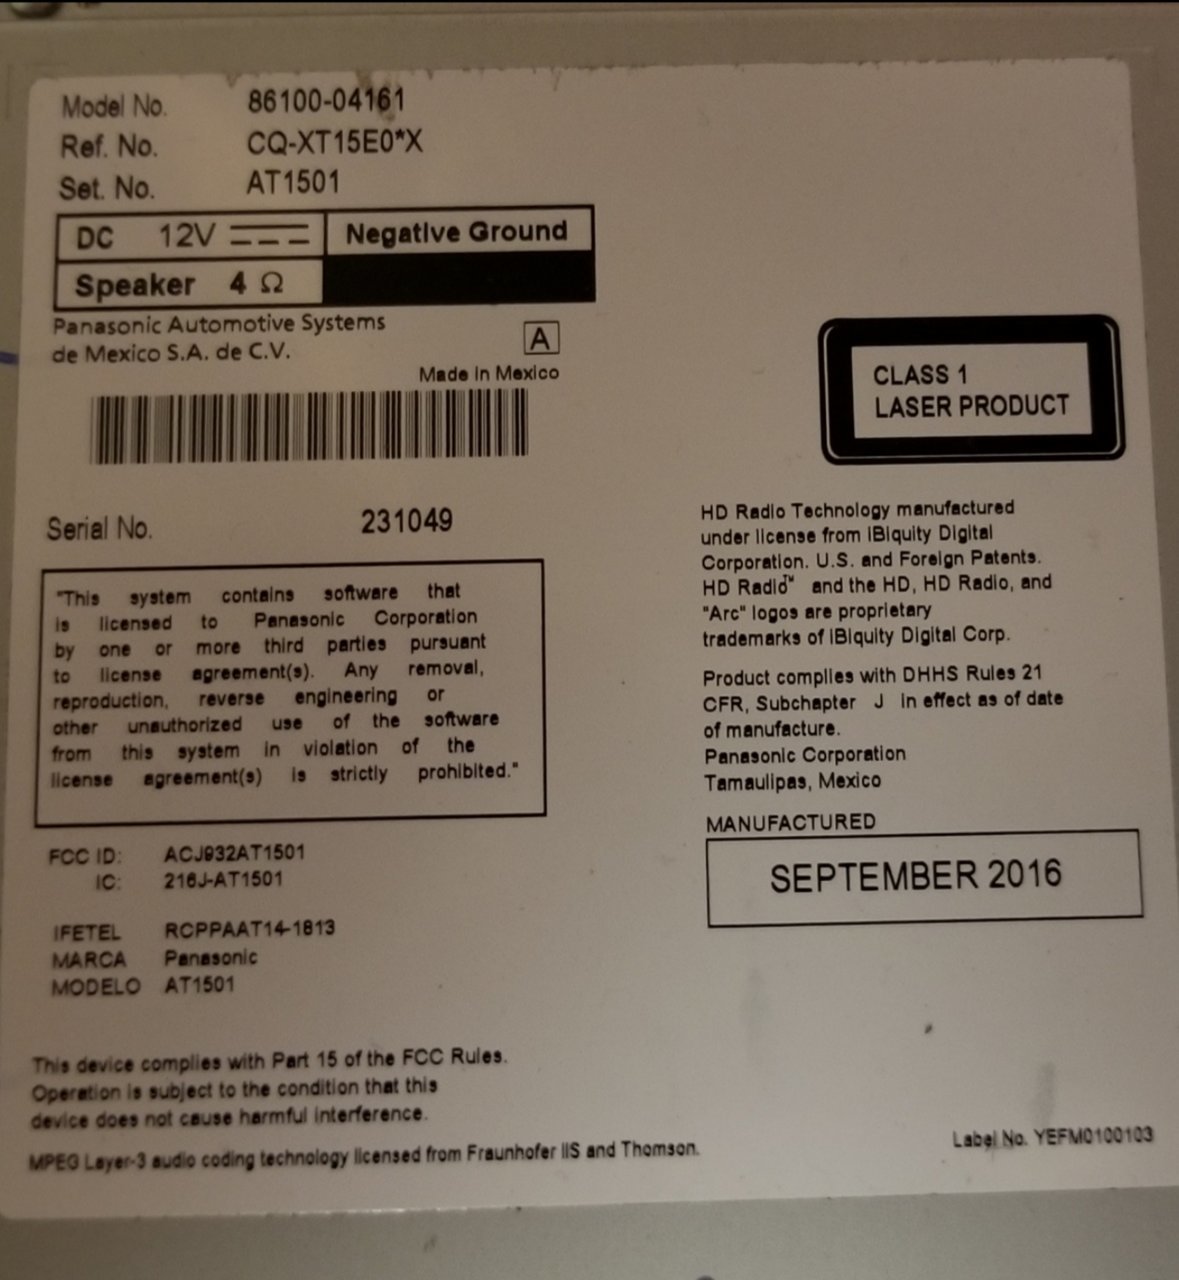 Model No. 86100-04161
Ref. No. CQ-XT15E0*X
Set. No. AT1501
DC 12V Negative Ground
Speaker 4 Ω
Panasonic Automotive Systems
de Mexico S.A. de C.V.
A
Made in Mexico
Serial No. 231049
"This system contains software that
is licensed to Panasonic Corporation
by one or more third parties pursuant
to license agreement(s). Any removal,
reproduction, reverse engineering or
other unauthorized use of the software
from this system in violation of the
license agreement(s) is strictly prohibited."
FCC ID: ACJ932AT1501
IC: 216J-AT1501
IFETEL RCPPAAT14-1813
MARCA Panasonic
MODELO AT1501
This device complies with Part 15 of the FCC Rules.
Operation is subject to the condition that this
device does not cause harmful interference.
MPEG Layer-3 audio coding technology licensed from Fraunhofer IIS and Thomson.
CLASS 1
LASER PRODUCT
HD Radio Technology manufactured
under license from iBiquity Digital
Corporation. U.S. and Foreign Patents.
HD Radio™ and the HD, HD Radio, and
"Arc" logos are proprietary
trademarks of iBiquity Digital Corp.
Product complies with DHHS Rules 21
CFR, Subchapter J in effect as of date
of manufacture.
Panasonic Corporation
Tamaulipas, Mexico
MANUFACTURED
SEPTEMBER 2016
Label No. YEFM0100103